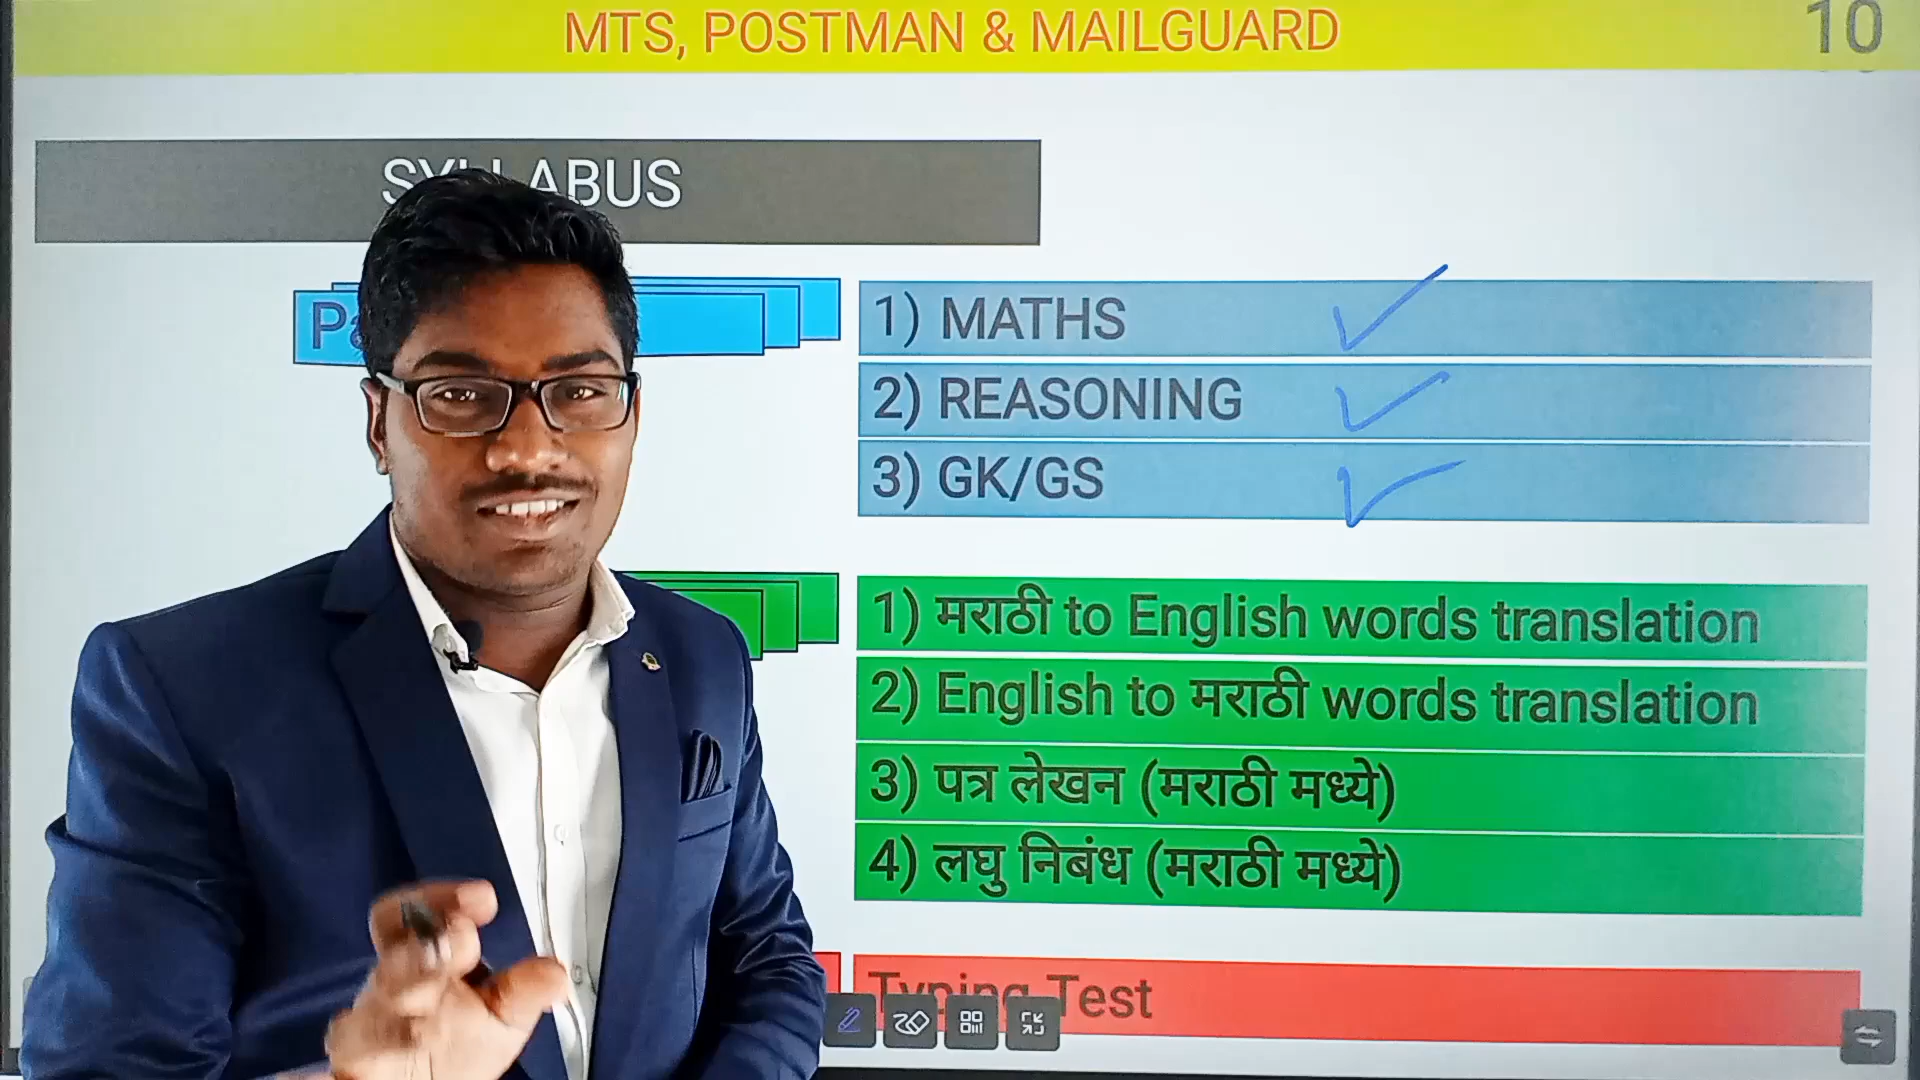 MTS, POSTMAN & MAILGUARD
10
SYLLABUS
1) MATHS
2) REASONING
3) GK/GS
1) मराठी to English words translation
2) English to मराठी words translation
3) पत्र लेखन (मराठी मध्ये)
4) लघु निबंध (मराठी मध्ये)
Typing Test